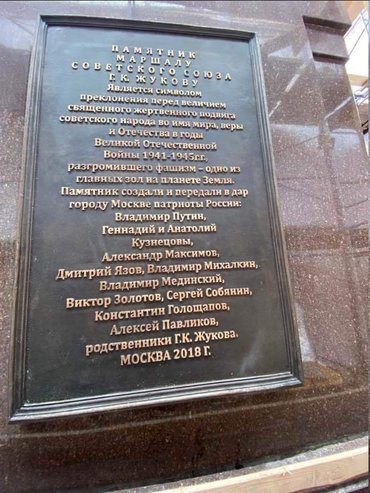 ПАМЯТНИК
МАРШАЛУ
СОВЕТСКОГО СОЮЗА
Г.К. ЖУКОВУ
Является символом
преклонения перед величием
священного жертвенного подвига
советского народа во имя мира, веры
и Отечества в годы
Великой Отечественной
Войны 1941-1945г.г.
разгромившего фашизм – одно из
главных зол на планете Земля.
Памятник создали и передали в дар
городу Москве патриоты России:
Владимир Путин,
Геннадий и Анатолий
Кузнецовы,
Александр Максимов,
Дмитрий Язов, Владимир Михалкин,
Владимир Мединский,
Виктор Золотов, Сергей Собянин,
Константин Голощапов,
Алексей Павликов,
родственники Г.К. Жукова.
МОСКВА 2018 Г.